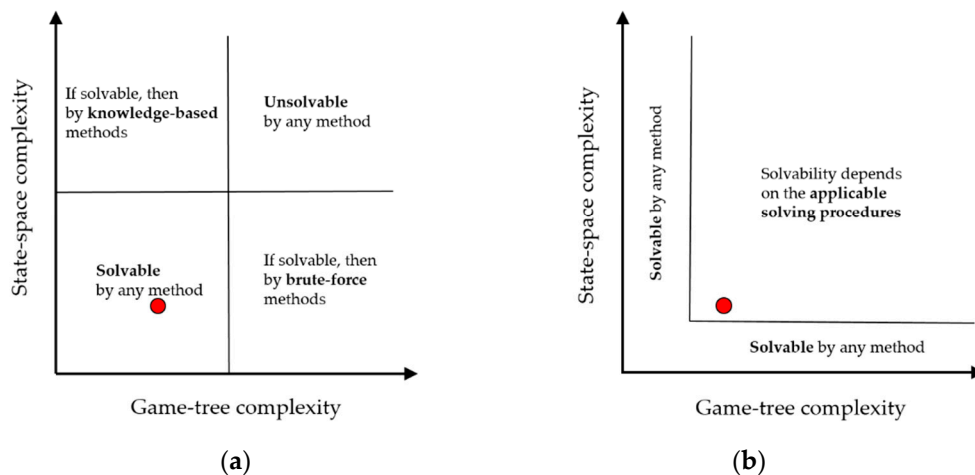 State-space complexity
If solvable, then
by knowledge-based
methods
Unsolvable
by any method
Solvable
by any method
If solvable, then
by brute-force
methods
Game-tree complexity
(a)
State-space complexity
Solvable by any method
Solvability depends
on the applicable
solving procedures
Solvable by any method
Game-tree complexity
(b)